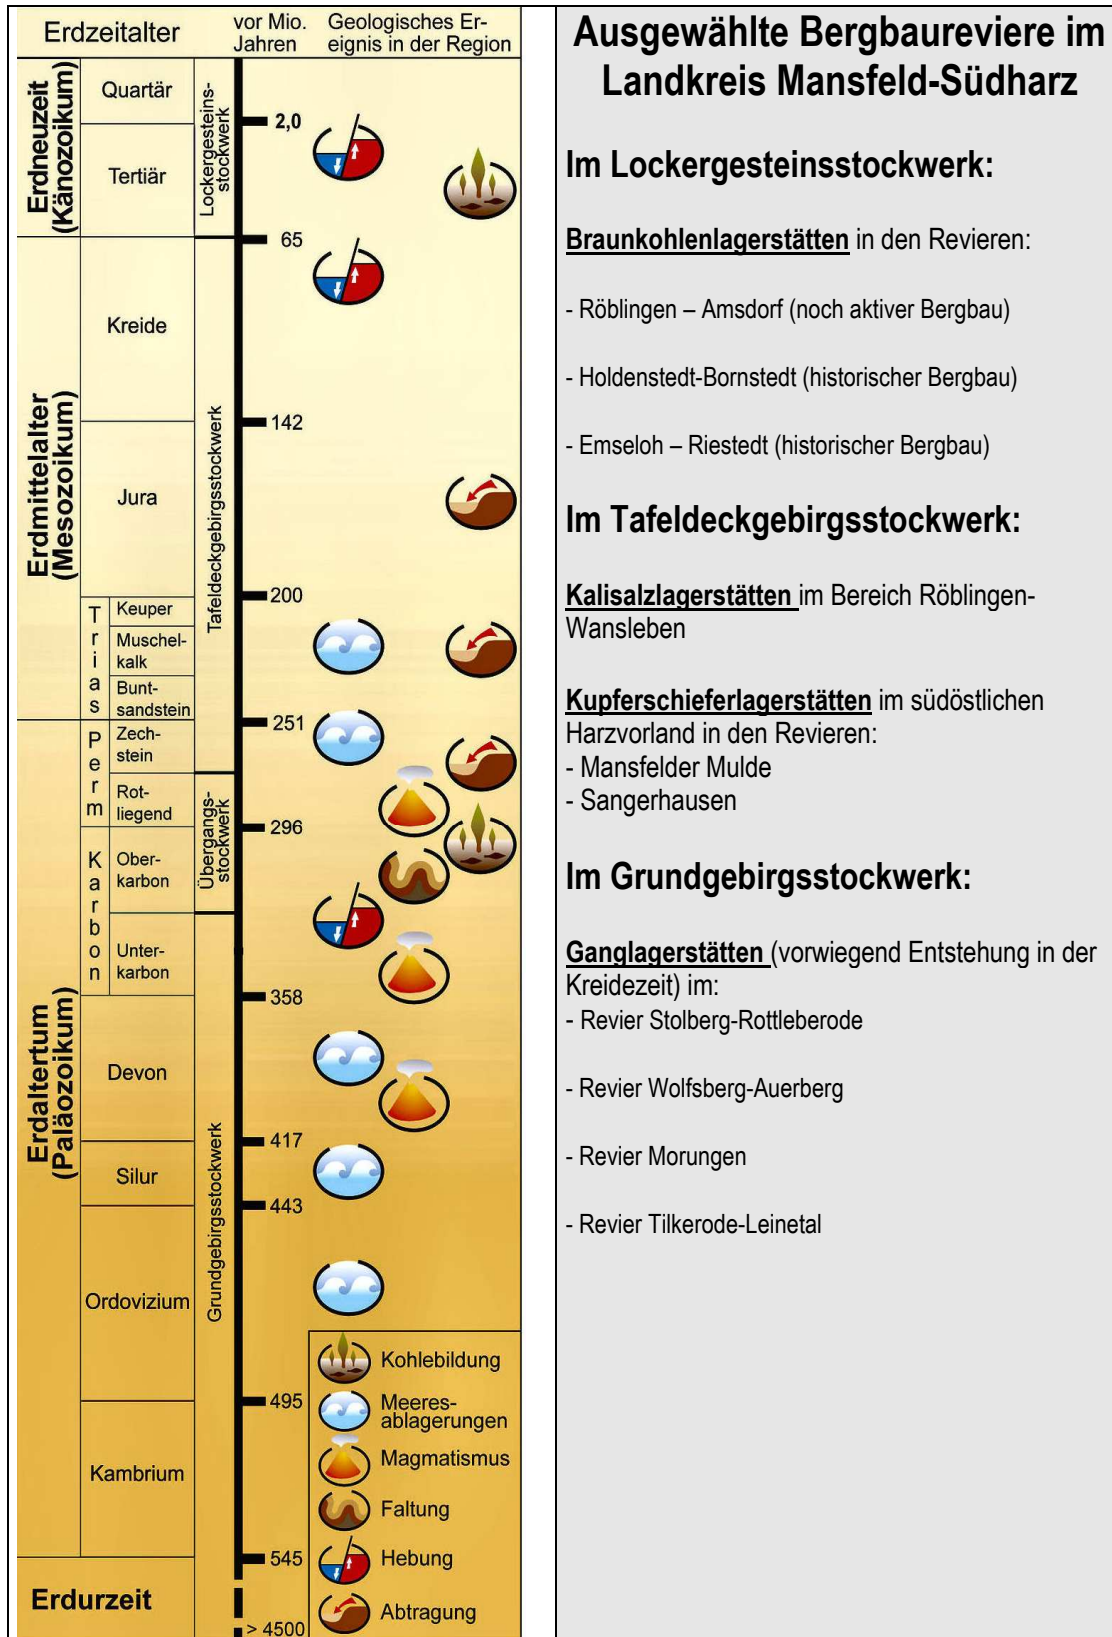 Erdzeitalter
vor Mio.
Jahren
Geologisches Er-
eignis in der Region
Erdneuzeit
(Känozoikum)
Quartär
Tertiär
Lockergesteins-
stockwerk
2,0
65
Erdmittelalter
(Mesozoikum)
Kreide
142
Jura
200
Trias
Keuper
Muschel-
kalk
Bunt-
sandstein
Tafeldeckgebirgsstockwerk
251
Erdaltertum
(Paläozoikum)
Perm
Zech-
stein
Rot-
liegend
296
Übergangs-
stockwerk
Karbon
Ober-
karbon
Unter-
karbon
358
Devon
417
Silur
443
Grundgebirgsstockwerk
Ordovizium
495
Kambrium
545
Erdurzeit
> 4500
Kohlebildung
Meeres-
ablagerungen
Magmatismus
Faltung
Hebung
Abtragung
Ausgewählte Bergbaureviere im
Landkreis Mansfeld-Südharz
Im Lockergesteinsstockwerk:
Braunkohlenlagerstätten in den Revieren:
- Röblingen – Amsdorf (noch aktiver Bergbau)
- Holdenstedt-Bornstedt (historischer Bergbau)
- Emseloh – Riestedt (historischer Bergbau)
Im Tafeldeckgebirgsstockwerk:
Kalisalzlagerstätten im Bereich Röblingen-
Wansleben
Kupferschieferlagerstätten im südöstlichen
Harzvorland in den Revieren:
- Mansfelder Mulde
- Sangerhausen
Im Grundgebirgsstockwerk:
Ganglagerstätten (vorwiegend Entstehung in der
Kreidezeit) im:
- Revier Stolberg-Rottleberode
- Revier Wolfsberg-Auerberg
- Revier Morungen
- Revier Tilkerode-Leinetal